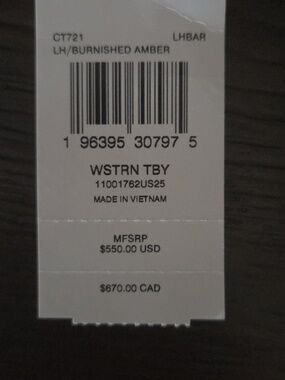 CT721 LHBAR
LH/BURNISHED AMBER
1 96395 30797 5
WSTRN TBY
11001762US25
MADE IN VIETNAM
MFSRP
$550.00 USD
$670.00 CAD